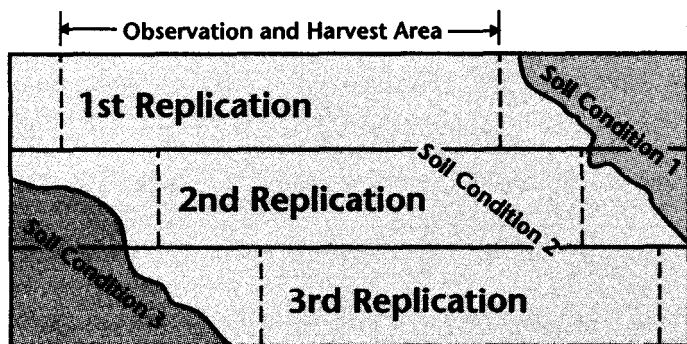 Observation and Harvest Area
Soil Condition 1
1st Replication
Soil Condition 2
2nd Replication
Soil Condition 3
3rd Replication